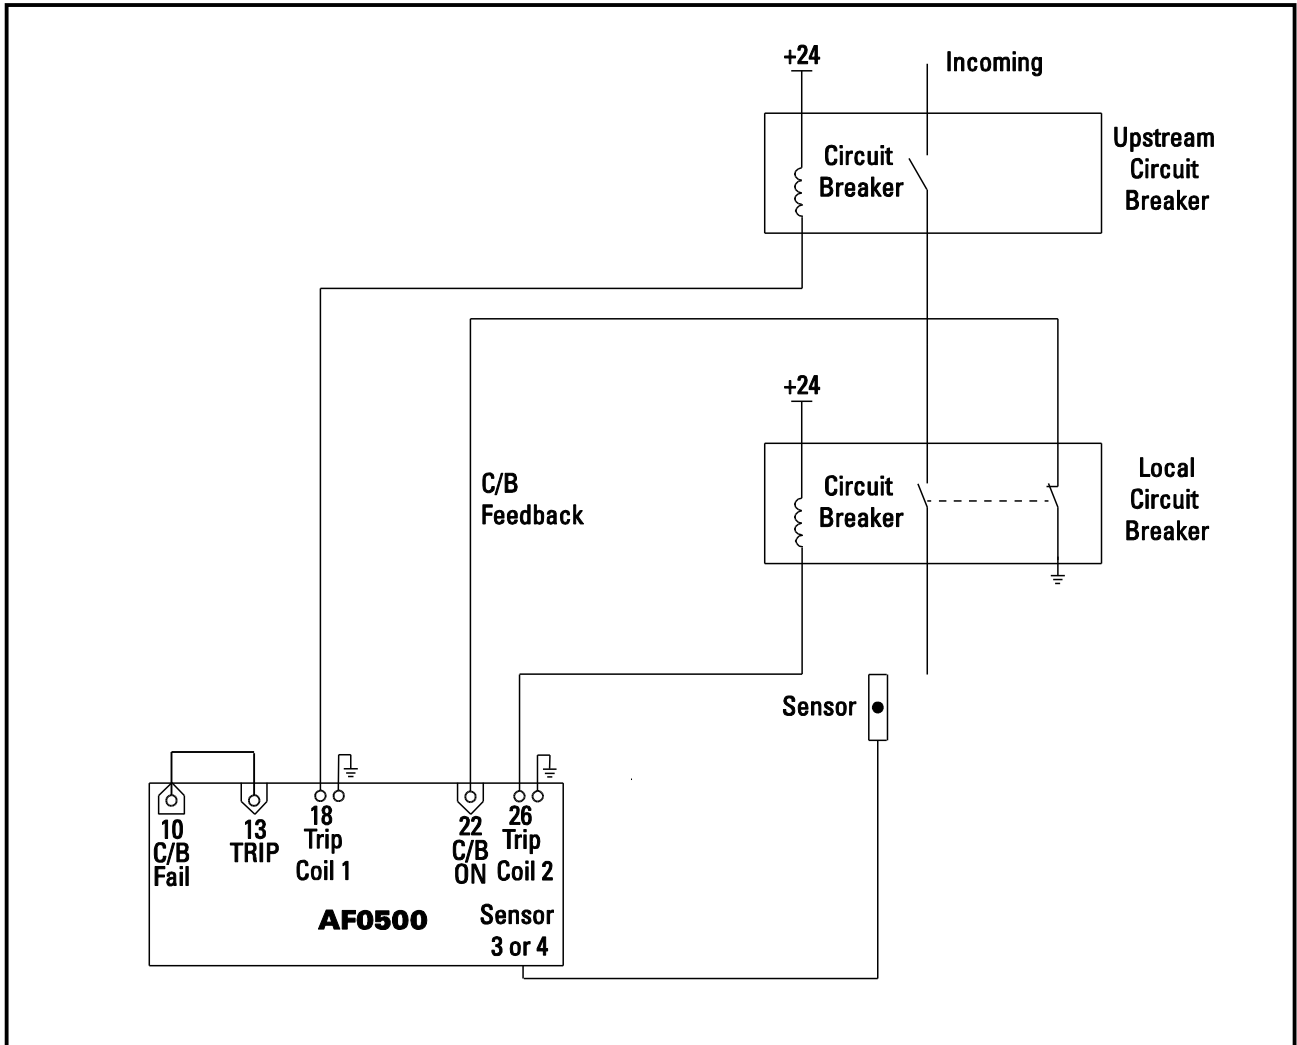 +24
Incoming
Circuit
Breaker
Upstream
Circuit
Breaker
+24
Circuit
Breaker
Local
Circuit
Breaker
C/B
Feedback
Sensor
10
C/B
Fail
13
TRIP
18
Trip
Coil 1
22
C/B
ON
26
Trip
Coil 2
AF0500
Sensor
3 or 4